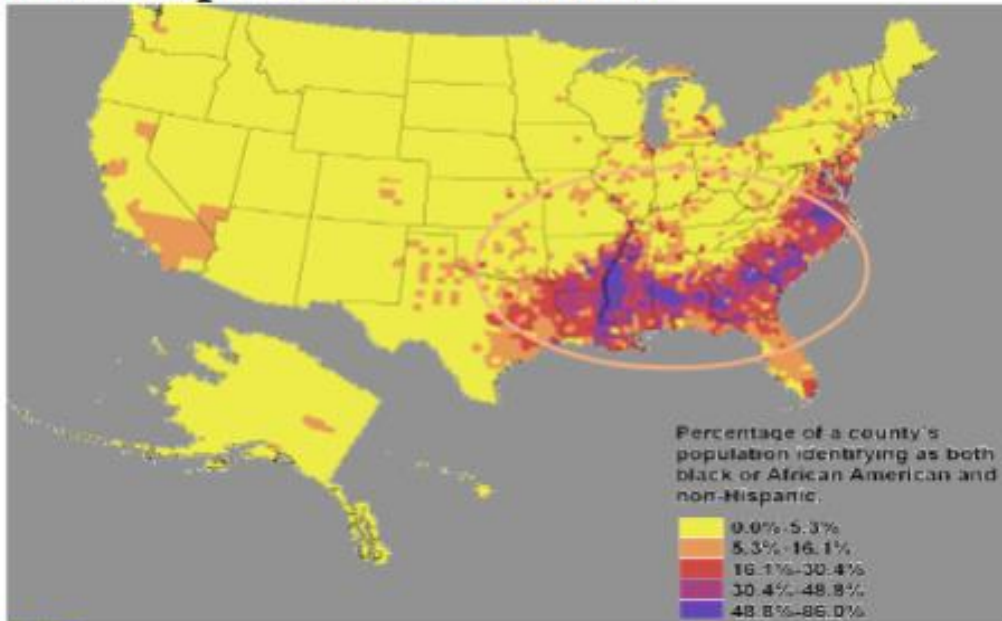 Percentage of a county's
population identifying as both
black or African American and
non-Hispanic.
0.0%-5.3%
5.3%-16.1%
16.1%-30.4%
30.4%-48.8%
48.8%-86.0%